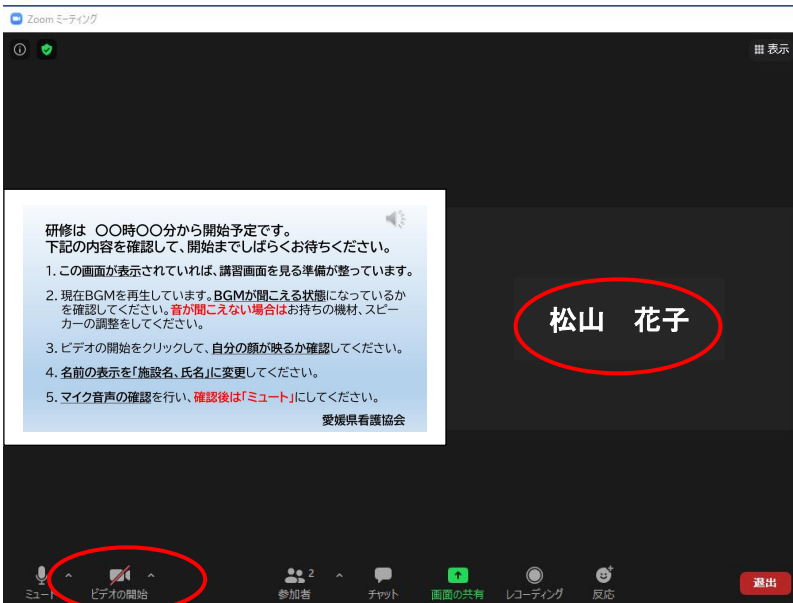 Zoom ミーティング
表示
研修は 〇〇時〇〇分から開始予定です。
下記の内容を確認して、開始までしばらくお待ちください。
1. この画面が表示されていれば、講習画面を見る準備が整っています。
2. 現在BGMを再生しています。BGMが聞こえる状態になっているか
を確認してください。音が聞こえない場合はお持ちの機材、スピー
カーの調整をしてください。
3. ビデオの開始をクリックして、自分の顔が映るか確認してください。
4. 名前の表示を「施設名、氏名」に変更してください。
5. マイク音声の確認を行い、確認後は「ミュート」にしてください。
愛媛県看護協会
松山 花子
2
ミュート ビデオの開始 参加者 チャット 画面の共有 レコーディング 反応 退出